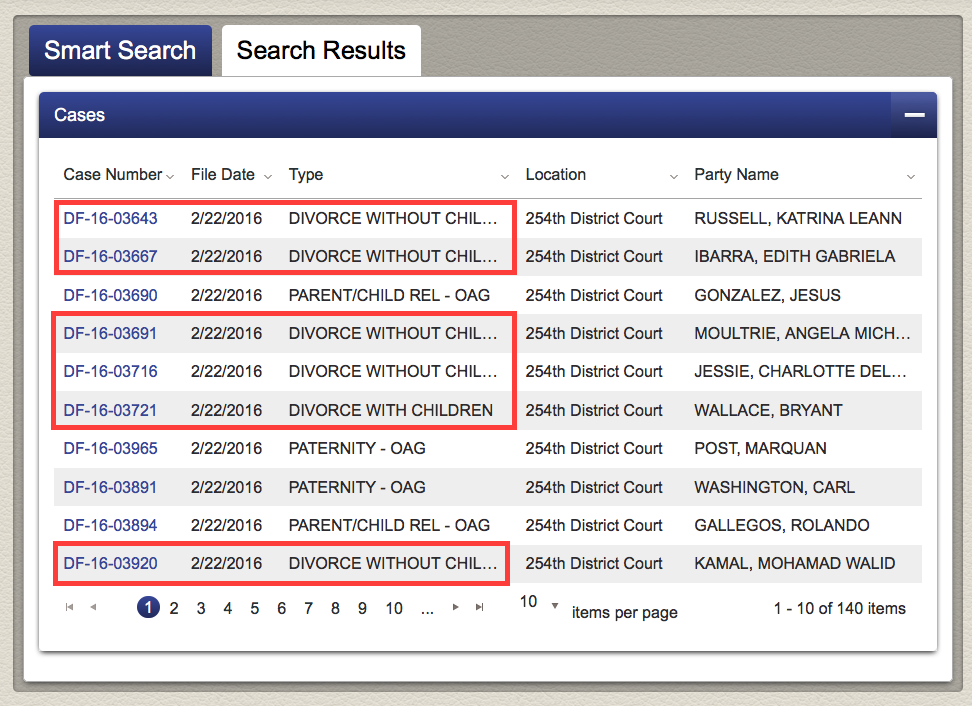 Smart Search Search Results
Cases
Case Number File Date Type Location Party Name
DF-16-03643 2/22/2016 DIVORCE WITHOUT CHIL... 254th District Court RUSSELL, KATRINA LEANN
DF-16-03667 2/22/2016 DIVORCE WITHOUT CHIL... 254th District Court IBARRA, EDITH GABRIELA
DF-16-03690 2/22/2016 PARENT/CHILD REL - OAG 254th District Court GONZALEZ, JESUS
DF-16-03691 2/22/2016 DIVORCE WITHOUT CHIL... 254th District Court MOULTRIE, ANGELA MICH...
DF-16-03716 2/22/2016 DIVORCE WITHOUT CHIL... 254th District Court JESSIE, CHARLOTTE DEL...
DF-16-03721 2/22/2016 DIVORCE WITH CHILDREN 254th District Court WALLACE, BRYANT
DF-16-03965 2/22/2016 PATERNITY - OAG 254th District Court POST, MARQUAN
DF-16-03891 2/22/2016 PATERNITY - OAG 254th District Court WASHINGTON, CARL
DF-16-03894 2/22/2016 PARENT/CHILD REL - OAG 254th District Court GALLEGOS, ROLANDO
DF-16-03920 2/22/2016 DIVORCE WITHOUT CHIL... 254th District Court KAMAL, MOHAMAD WALID
1 2 3 4 5 6 7 8 9 10 ... 10 items per page 1 - 10 of 140 items